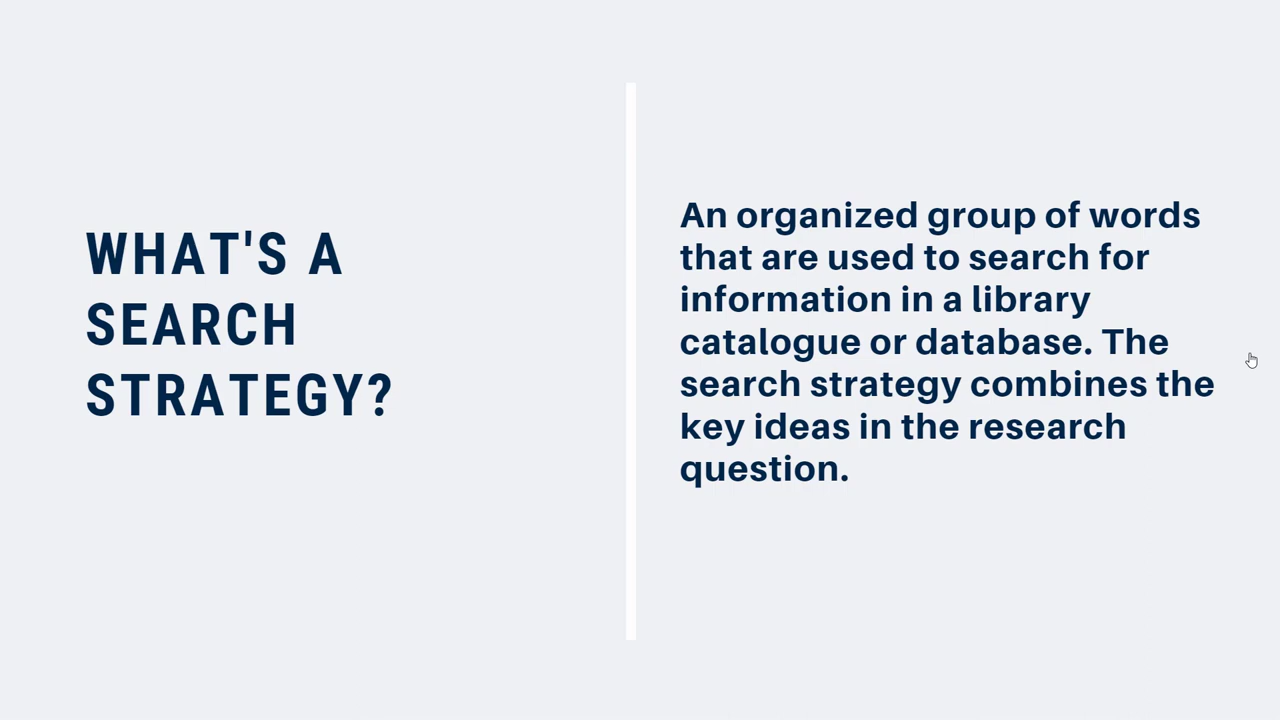 WHAT'S A
SEARCH
STRATEGY?
An organized group of words
that are used to search for
information in a library
catalogue or database. The
search strategy combines the
key ideas in the research
question.